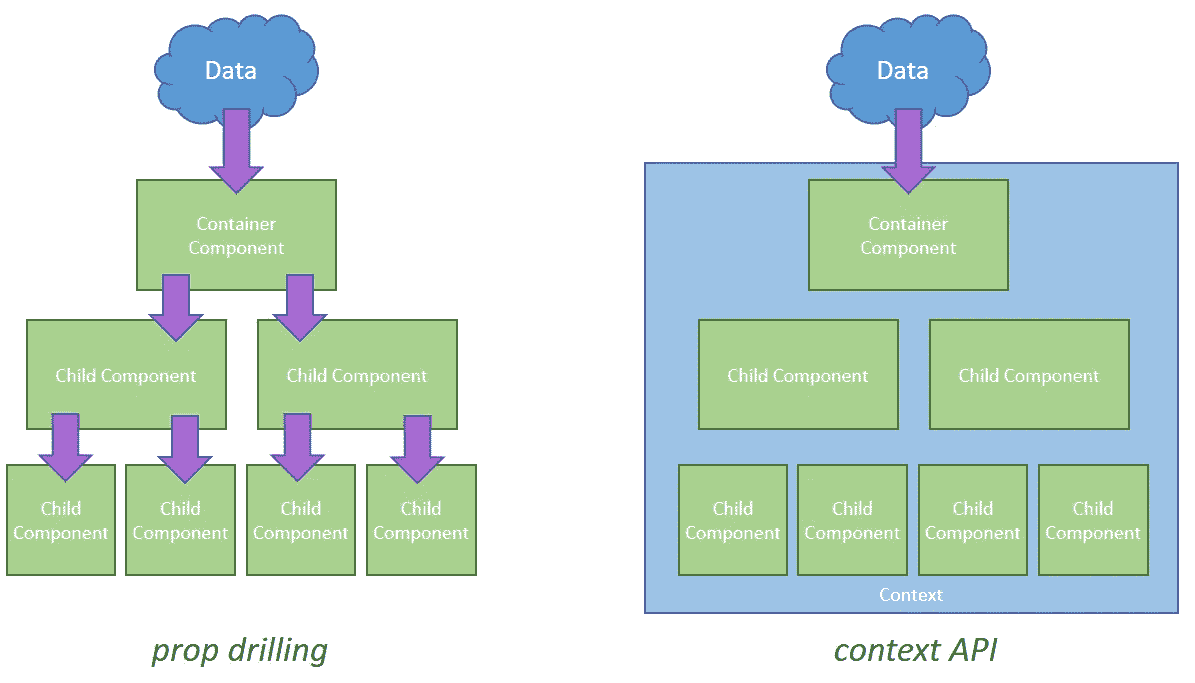 Data
Container
Component
Child Component
Child Component
Child
Component
Child
Component
Child
Component
Child
Component
prop drilling
Data
Container
Component
Child Component
Child Component
Child
Component
Child
Component
Child
Component
Child
Component
Context
context API